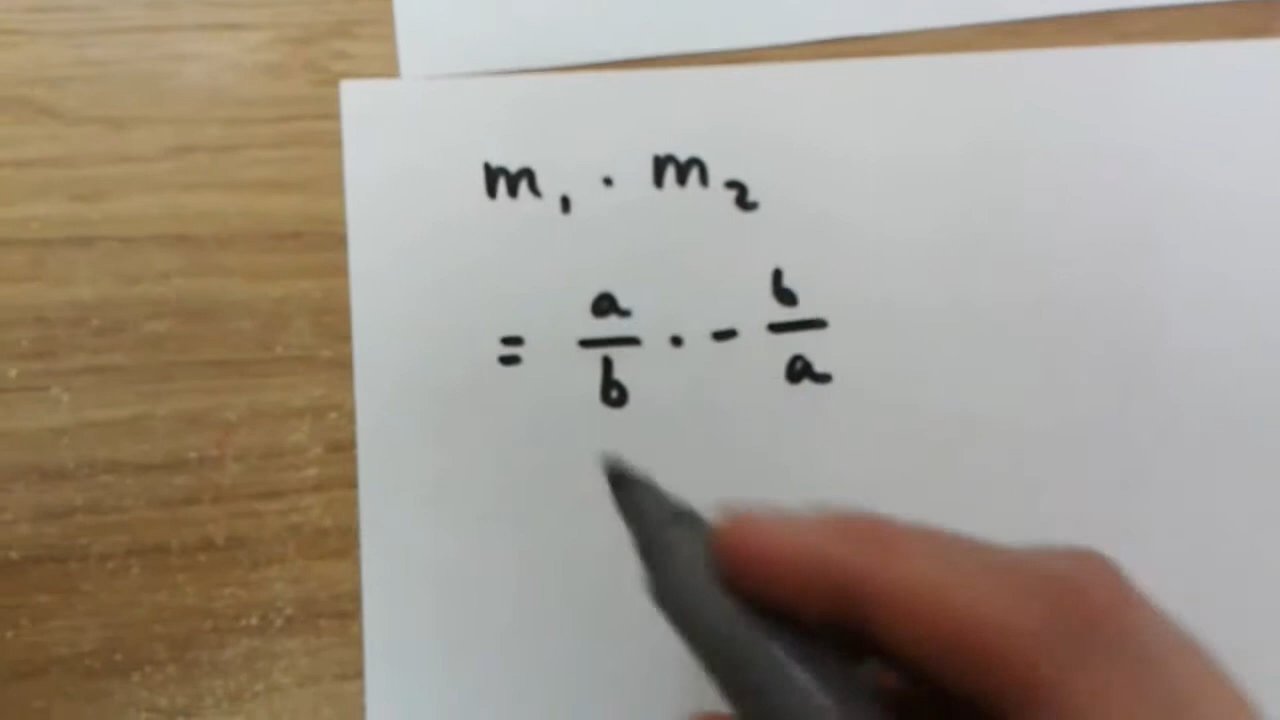 m₁ · m₂
= a/b · - b/a